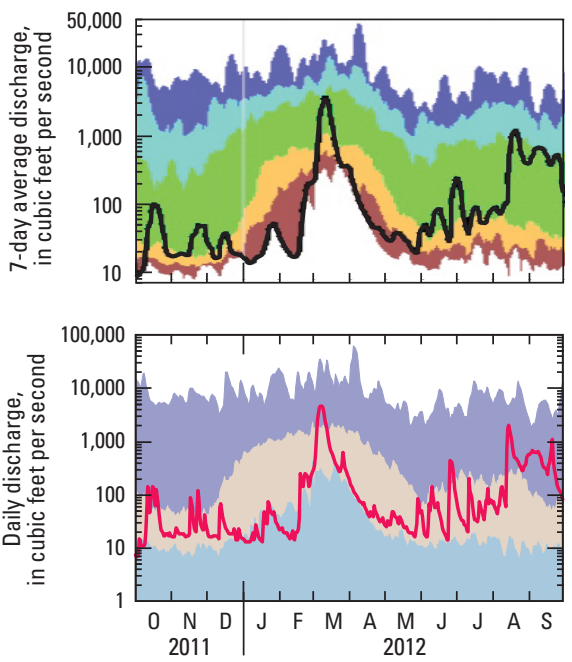 7-day average discharge,
in cubic feet per second
50,000
10,000
1,000
100
10
Daily discharge,
in cubic feet per second
100,000
10,000
1,000
100
10
1
O N D J F M A M J J A S
2011 2012